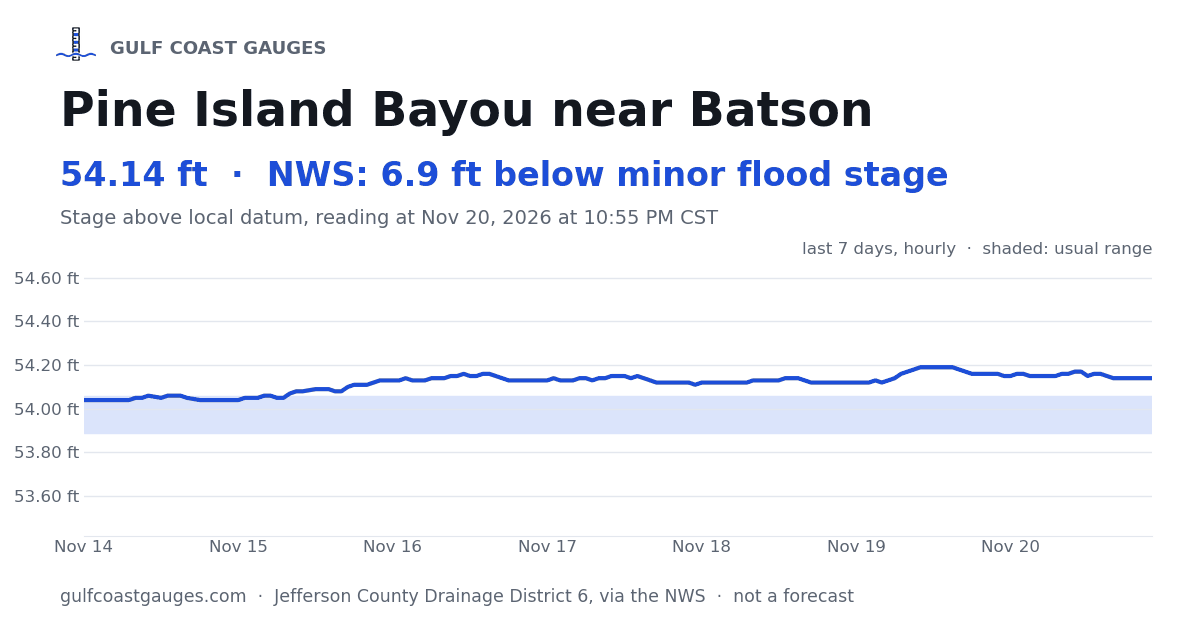 GULF COAST GAUGES
Pine Island Bayou near Batson
54.14 ft · NWS: 6.9 ft below minor flood stage
Stage above local datum, reading at Nov 20, 2026 at 10:55 PM CST
last 7 days, hourly · shaded: usual range
54.60 ft
54.40 ft
54.20 ft
54.00 ft
53.80 ft
53.60 ft
Nov 14 Nov 15 Nov 16 Nov 17 Nov 18 Nov 19 Nov 20
gulfcoastgauges.com · Jefferson County Drainage District 6, via the NWS · not a forecast